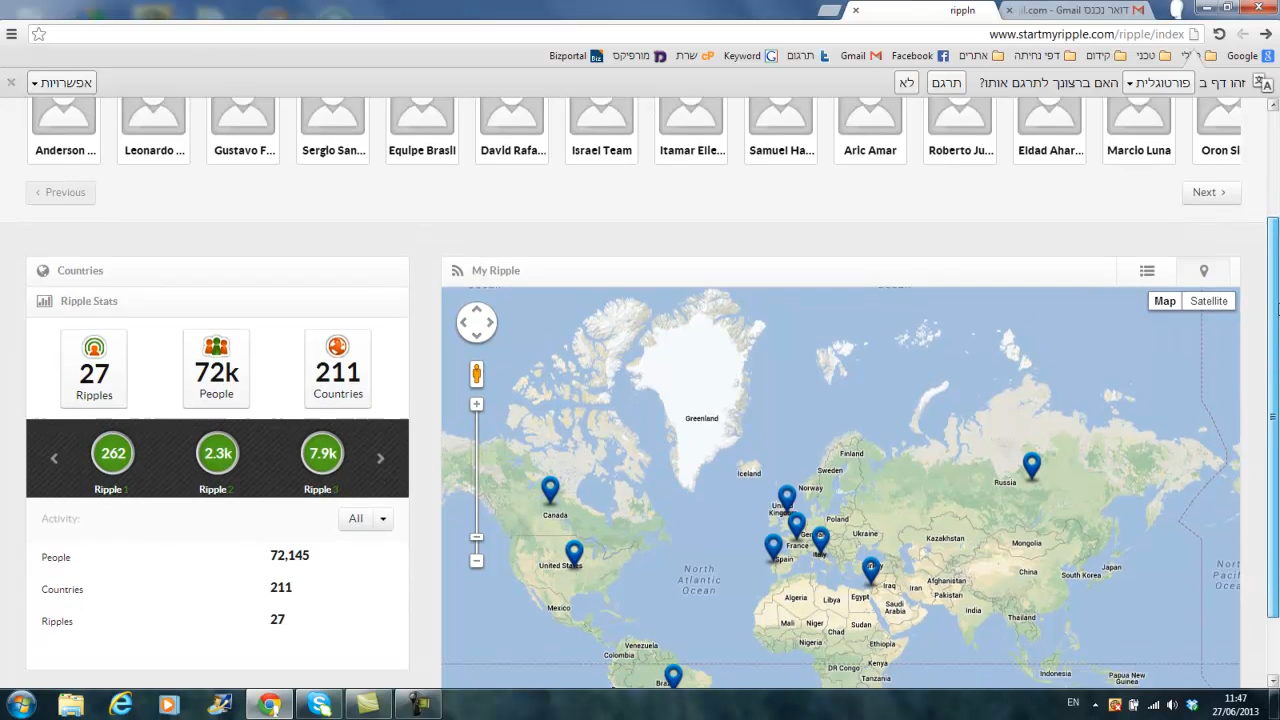 rippln
דואר נכנס - Gmail - ...l.com
www.startmyripple.com/ripple/index
Google
טכני
קידום
דפי נחיתה
אתרים
Facebook
Gmail
תרגום
Keyword
שרת
מורפיקס
Bizportal
זהו דף ב פורטוגלית האם ברצונך לתרגם אותו? תרגם לא
אפשרויות
Anderson ... Leonardo ... Gustavo F... Sergio San... Equipe Brasil David Rafa... Israel Team Itamar Elle... Samuel Ha... Aric Amar Roberto Ju... Eldad Ahar... Marcio Luna Oron Sl
‹ Previous
Next ›
Countries
Ripple Stats
27
Ripples
72k
People
211
Countries
262 2.3k 7.9k
Ripple 1 Ripple 2 Ripple 3
Activity:
All
People 72,145
Countries 211
Ripples 27
My Ripple
Map Satellite
Greenland
Iceland
Finland
Sweden
Norway
Russia
Canada
Poland
Ukraine
Kazakhstan
Mongolia
France
Spain
Italy
United States
North Atlantic Ocean
Iraq
Iran
Afghanistan
Pakistan
China
South Korea
Japan
Mexico
Algeria
Libya
Egypt
Saudi Arabia
India
Thailand
Mali
Niger
Chad
Sudan
Ethiopia
Nigeria
Venezuela
Colombia
DR Congo
Kenya
Tanzania
Indonesia
Papua New Guinea
EN
11:47
27/06/2013